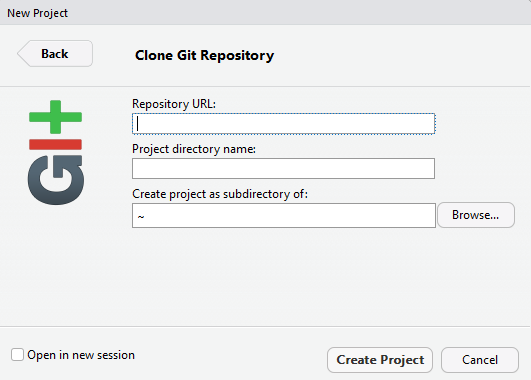 New Project
Back
Clone Git Repository
Repository URL:
Project directory name:
Create project as subdirectory of:
~
Browse...
GIT
Open in new session
Create Project
Cancel